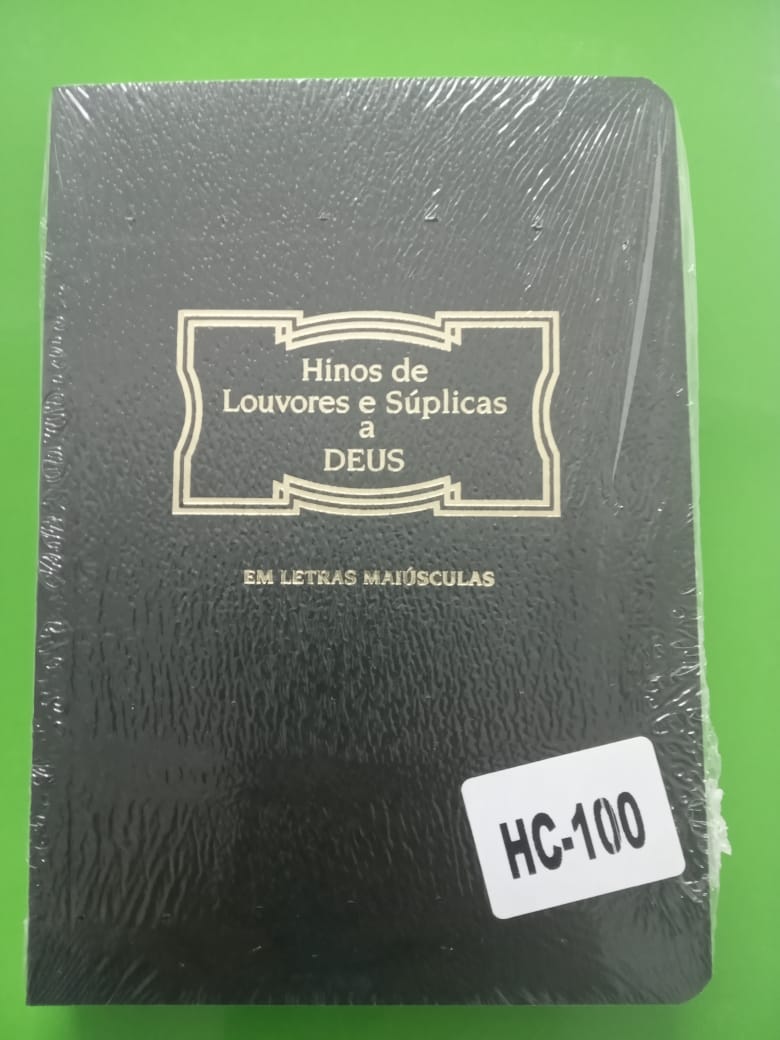 Hinos de
Louvores e Súplicas
a
DEUS
EM LETRAS MAIÚSCULAS
HC-100